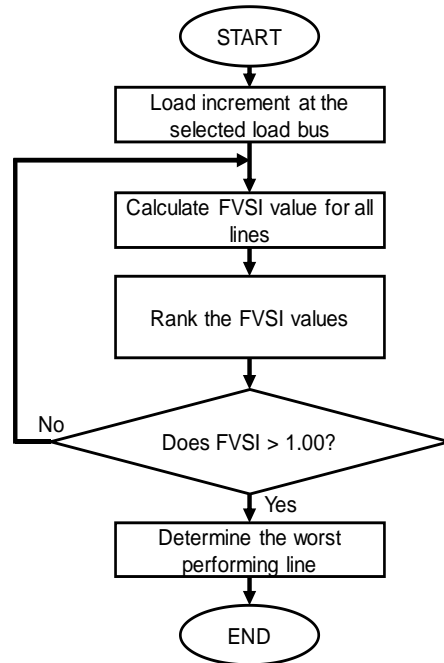 START
Load increment at the
selected load bus
Calculate FVSI value for all
lines
Rank the FVSI values
No
Does FVSI > 1.00?
Yes
Determine the worst
performing line
END